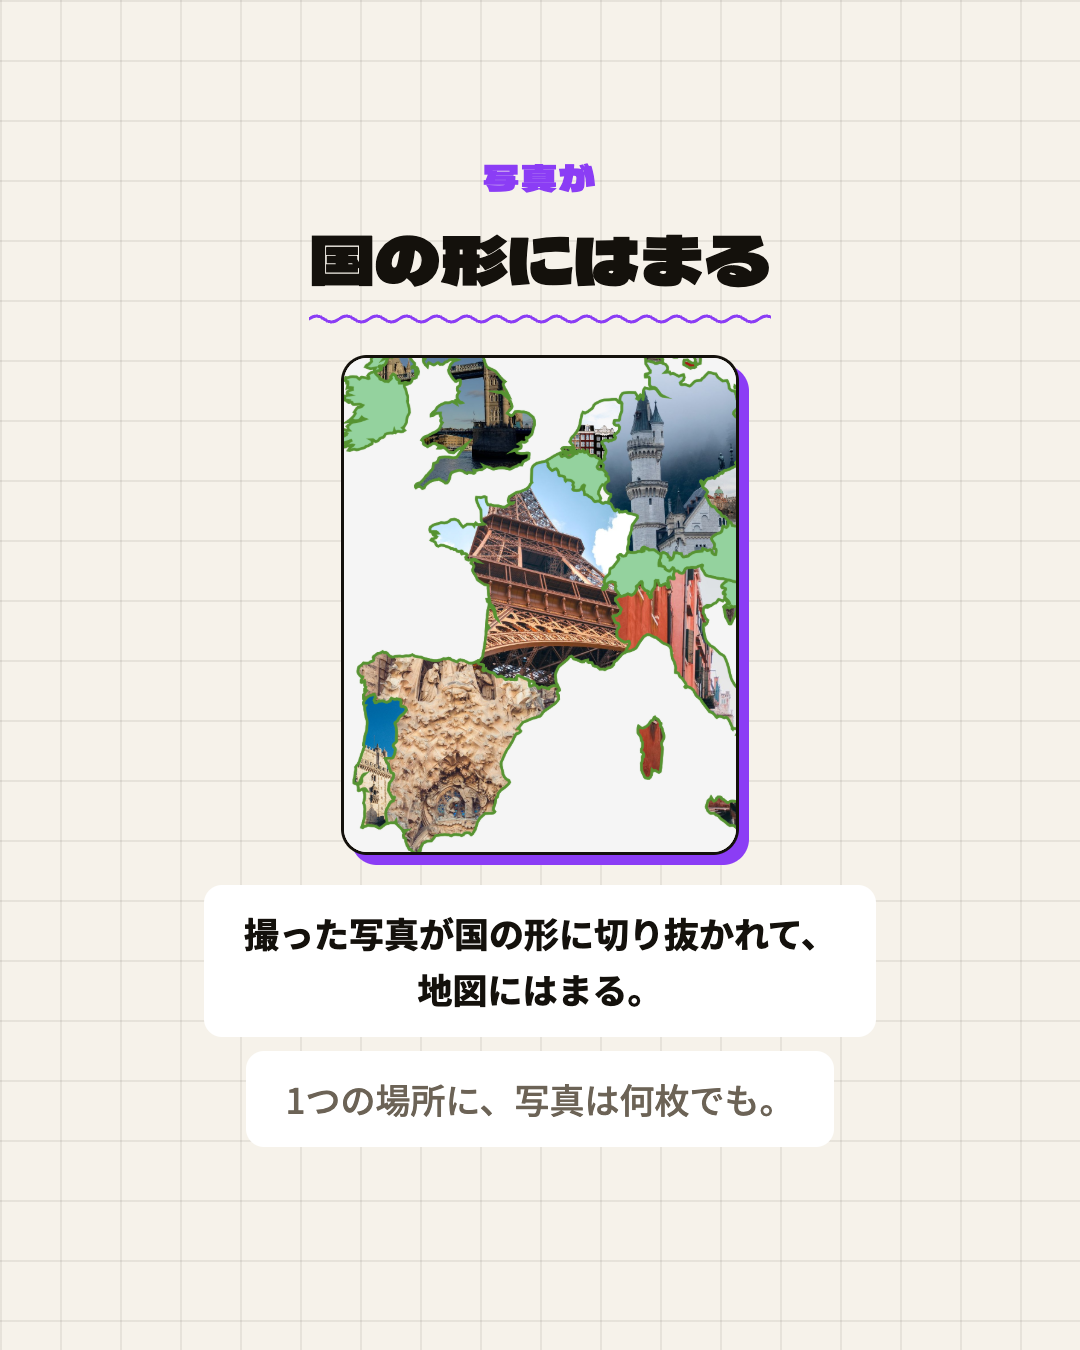 写真が
国の形にはまる
撮った写真が国の形に切り抜かれて、
地図にはまる。
1つの場所に、写真は何枚でも。